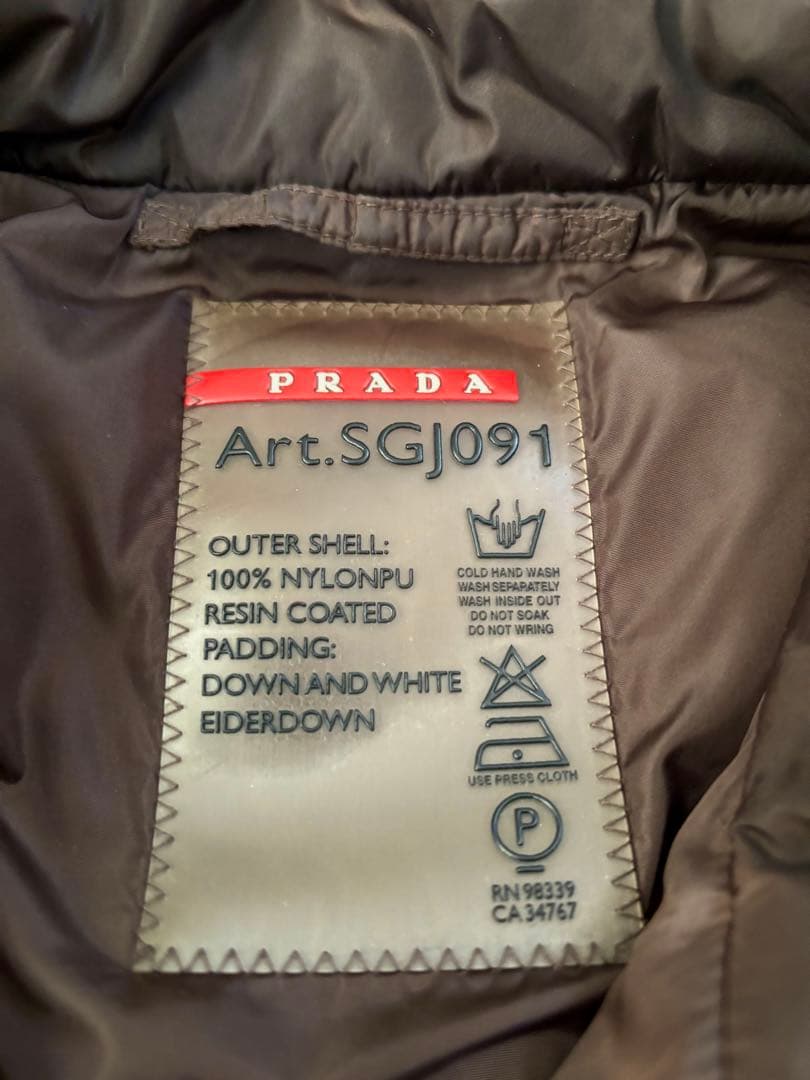 PRADA
Art.SGJ091
OUTER SHELL:
100% NYLONPU
RESIN COATED
PADDING:
DOWN AND WHITE
EIDERDOWN
COLD HAND WASH
WASH SEPARATELY
WASH INSIDE OUT
DO NOT SOAK
DO NOT WRING
USE PRESS CLOTH
P
RN 98339
CA 34767